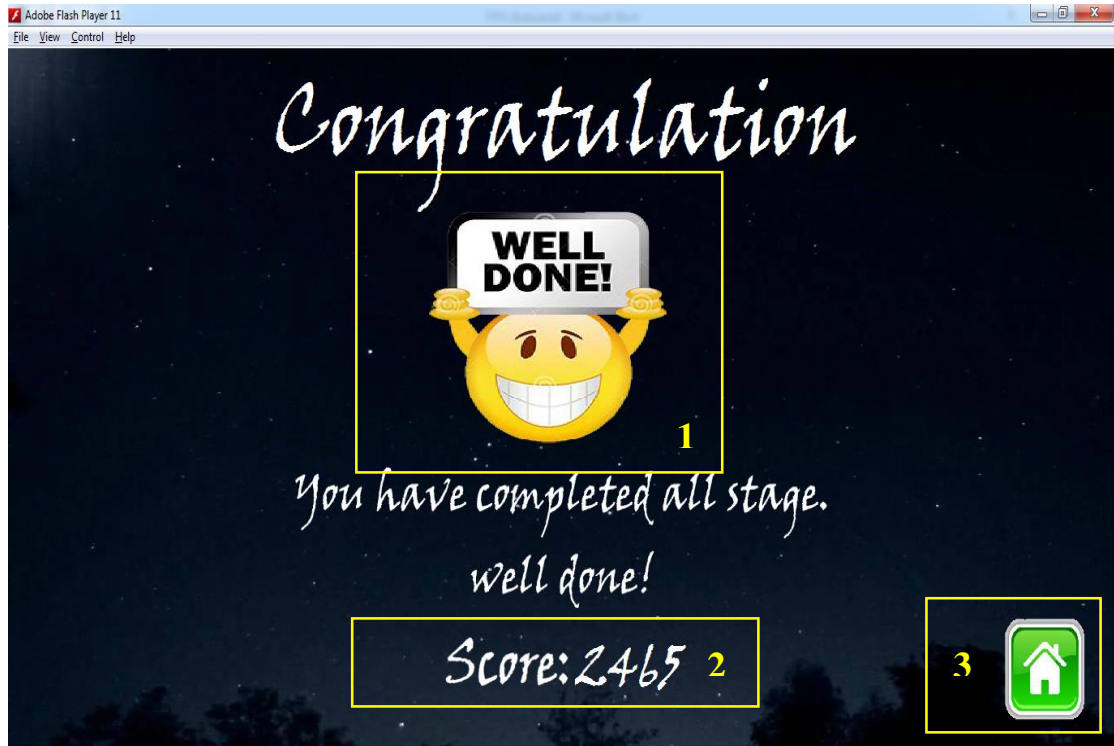 Adobe Flash Player 11
File View Control Help
Congratulation
WELL
DONE!
1
You have completed all stage.
well done!
Score: 2465 2
3